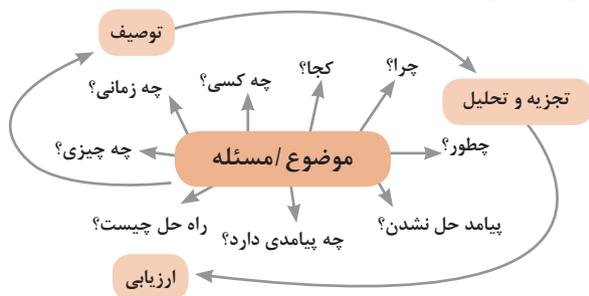 توصیف
تجزیه و تحلیل
چرا؟
کجا؟
چه کسی؟
چه زمانی؟
چه چیزی؟
چطور؟
موضوع/مسئله
پیامد حل نشدن؟
چه پیامدی دارد؟
راه حل چیست؟
ارزیابی